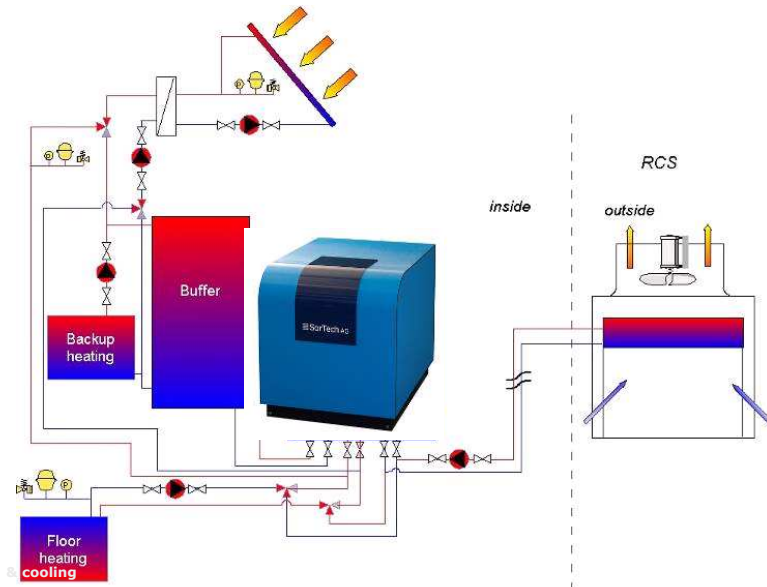 RCS
inside
outside
Buffer
SorTech AG
Backup
heating
P
P
P
Floor
heating
& cooling